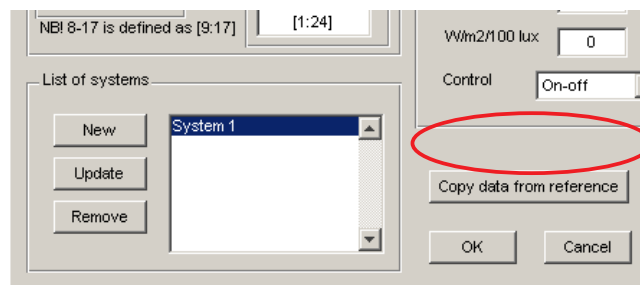 NB! 8-17 is defined as [9:17]
[1:24]
W/m2/100 lux
0
Control
On-off
List of systems
New
Update
Remove
System 1
Copy data from reference
OK
Cancel